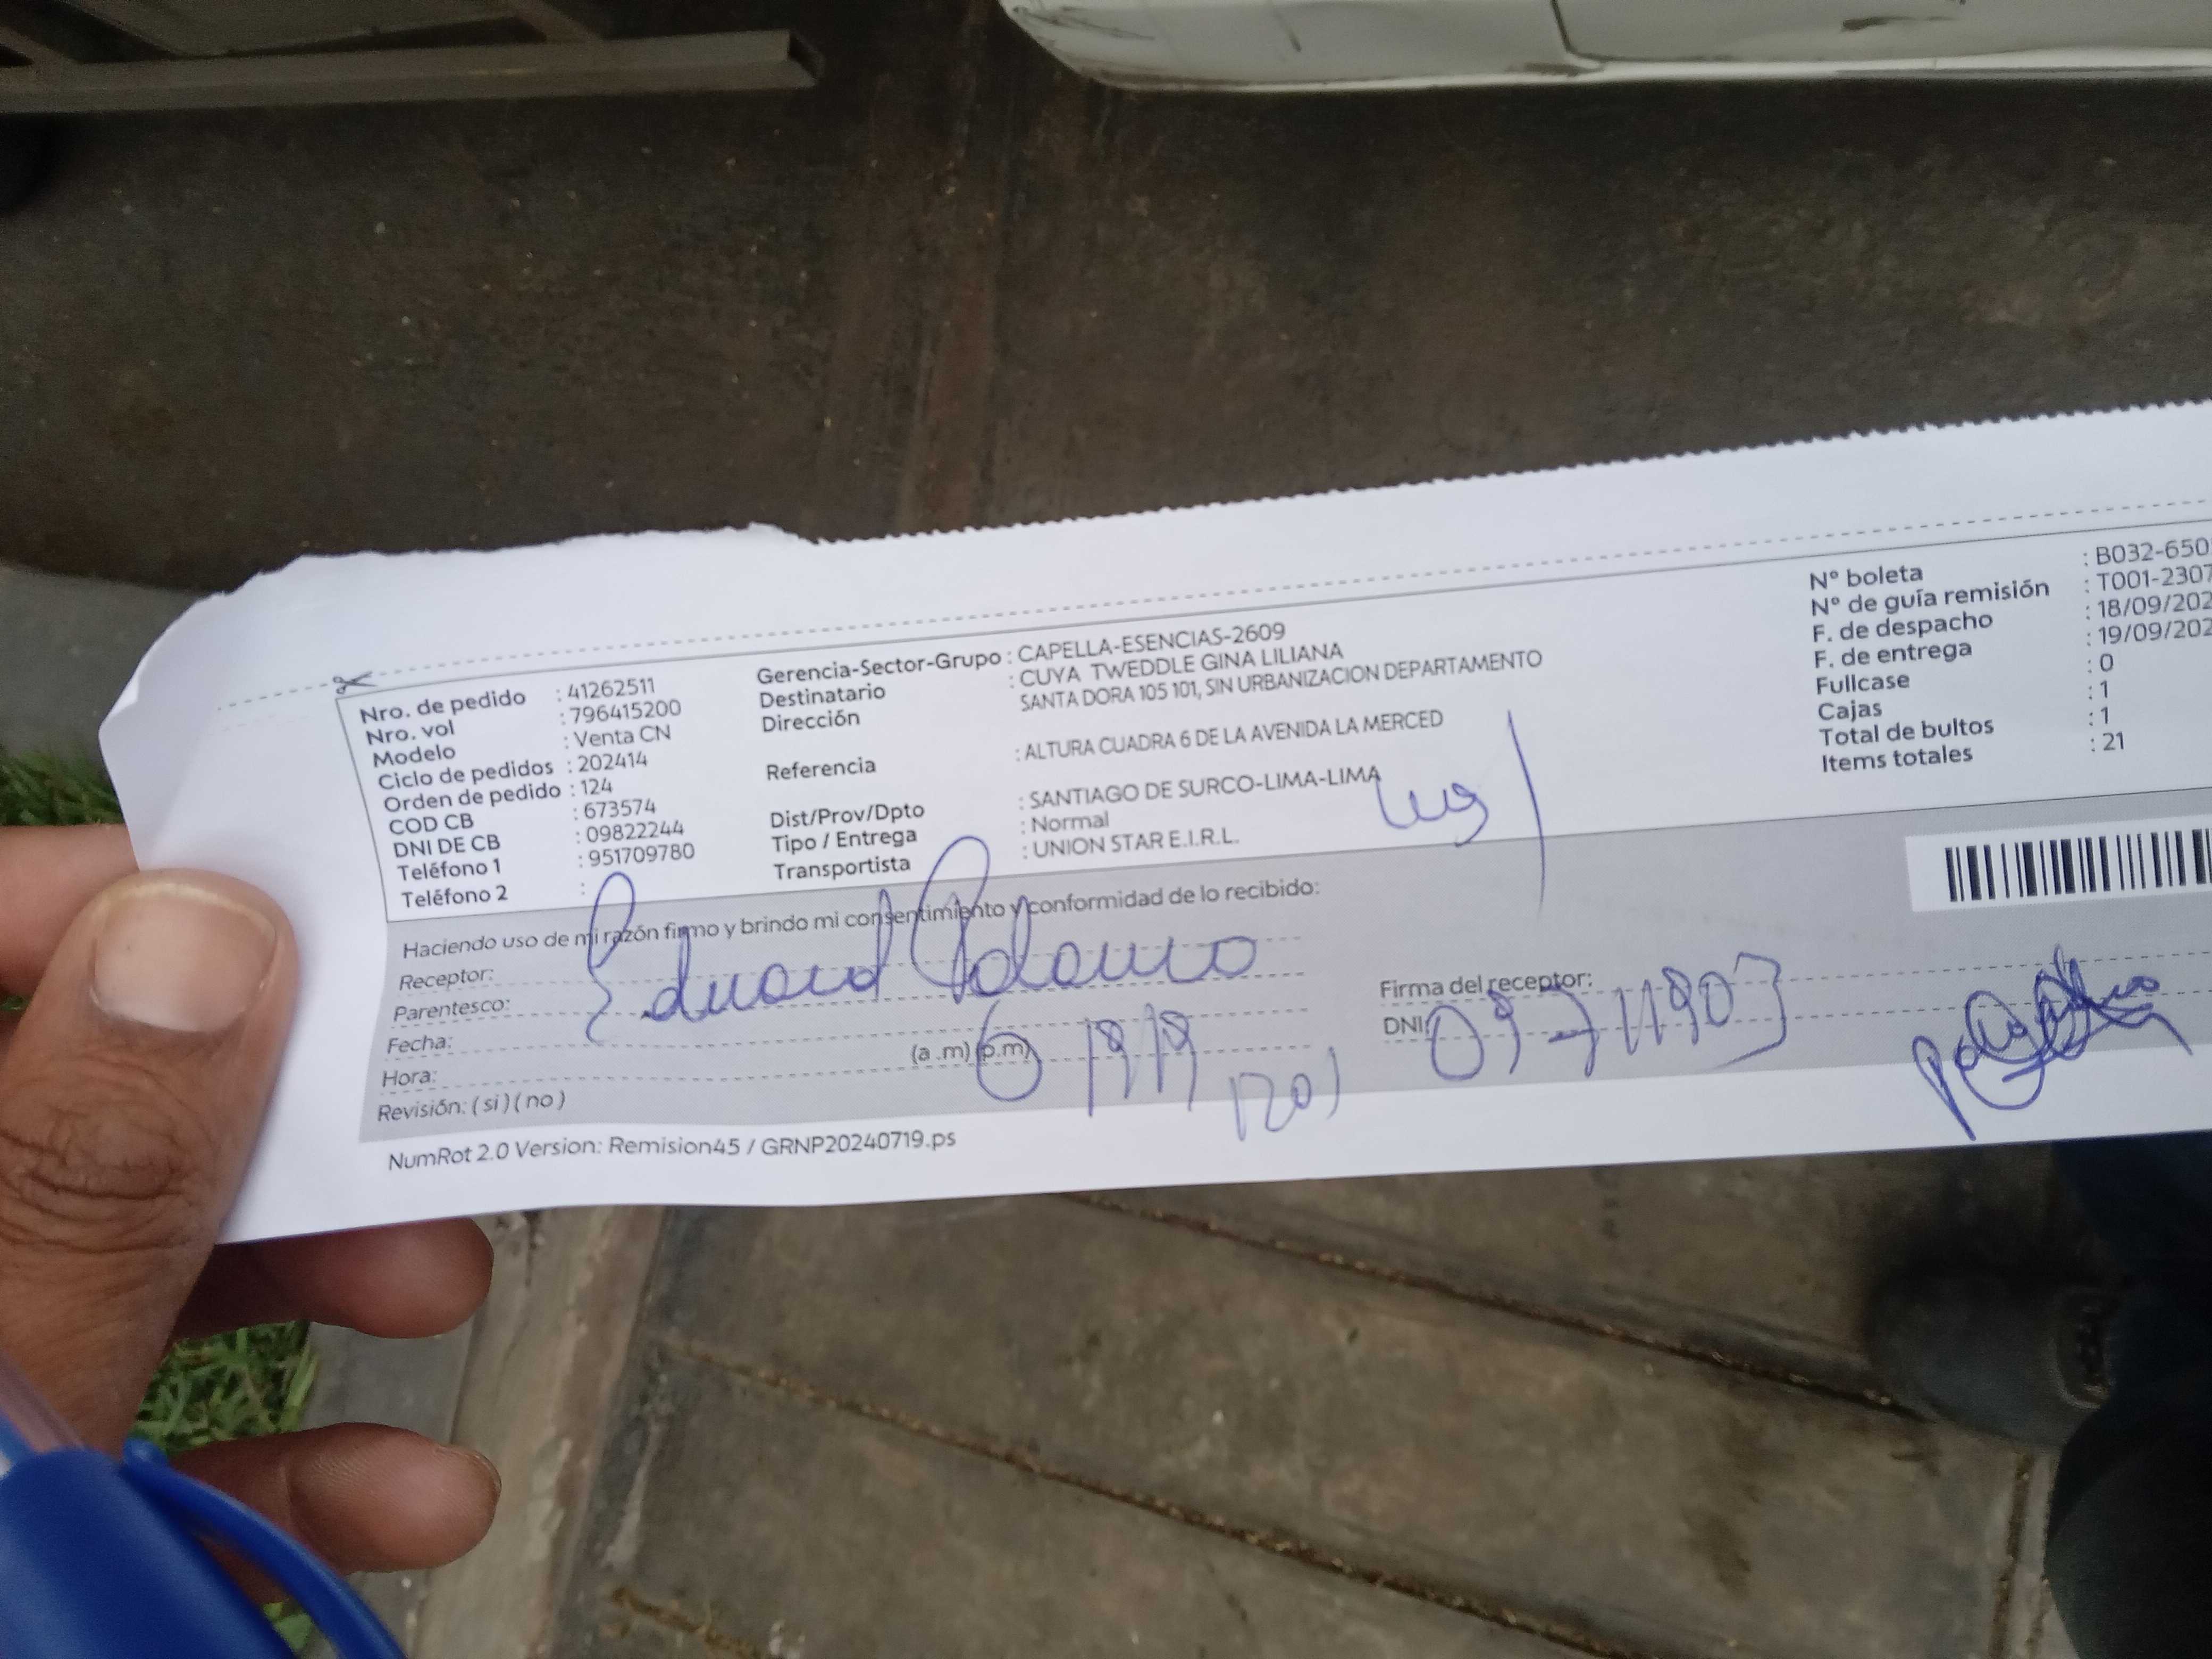 Nro. de pedido : 41262511
Nro. vol : 796415200
Modelo : Venta CN
Ciclo de pedidos : 202414
Orden de pedido : 124
COD CB : 673574
DNI DE CB : 09822244
Teléfono 1 : 951709780
Teléfono 2 :
Gerencia-Sector-Grupo : CAPELLA-ESENCIAS-2609
Destinatario : CUYA TWEDDLE GINA LILIANA
Dirección SANTA DORA 105 101, SIN URBANIZACION DEPARTAMENTO
Referencia : ALTURA CUADRA 6 DE LA AVENIDA LA MERCED
Dist/Prov/Dpto : SANTIAGO DE SURCO-LIMA-LIMA
Tipo / Entrega : Normal
Transportista : UNION STAR E.I.R.L.
Nº boleta : B032-650
Nº de guía remisión : T001-2307
F. de despacho : 18/09/202
F. de entrega : 19/09/202
Fullcase : 0
Cajas : 1
Total de bultos : 1
Items totales : 21
Haciendo uso de mi razón firmo y brindo mi consentimiento y conformidad de lo recibido:
Receptor: Eduard
Parentesco:
Fecha:
Hora: (a .m) (p.m)
Revisión: ( si ) ( no )
Firma del receptor:
DNI:
NumRot 2.0 Version: Remision45 / GRNP20240719.ps